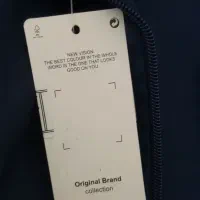 NEW VISION
THE BEST COLOUR IN THE WHOLE
WORD IS THE ONE THAT LOOKS
GOOD ON YOU.
Original Brand
collection